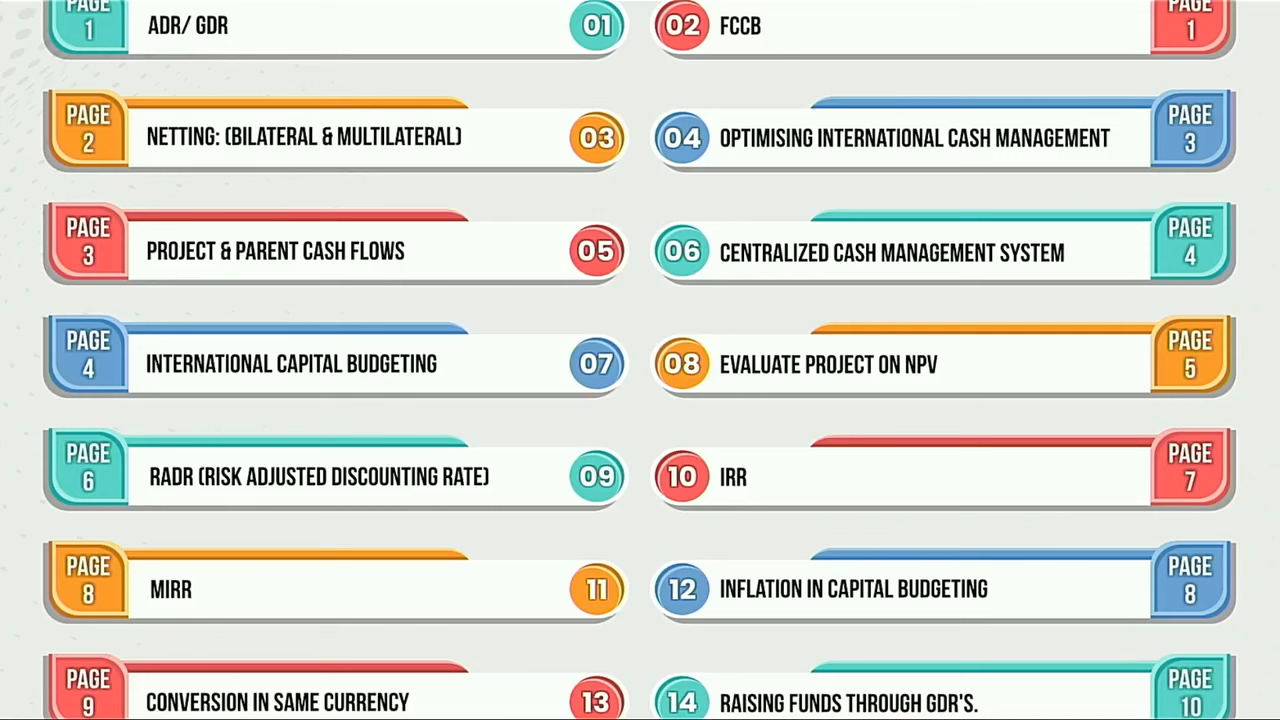 PAGE
1
ADR/ GDR
01
02
FCCB
PAGE
1
PAGE
2
NETTING: (BILATERAL & MULTILATERAL)
03
04
OPTIMISING INTERNATIONAL CASH MANAGEMENT
PAGE
3
PAGE
3
PROJECT & PARENT CASH FLOWS
05
06
CENTRALIZED CASH MANAGEMENT SYSTEM
PAGE
4
PAGE
4
INTERNATIONAL CAPITAL BUDGETING
07
08
EVALUATE PROJECT ON NPV
PAGE
5
PAGE
6
RADR (RISK ADJUSTED DISCOUNTING RATE)
09
10
IRR
PAGE
7
PAGE
8
MIRR
11
12
INFLATION IN CAPITAL BUDGETING
PAGE
8
PAGE
9
CONVERSION IN SAME CURRENCY
13
14
RAISING FUNDS THROUGH GDR'S.
PAGE
10